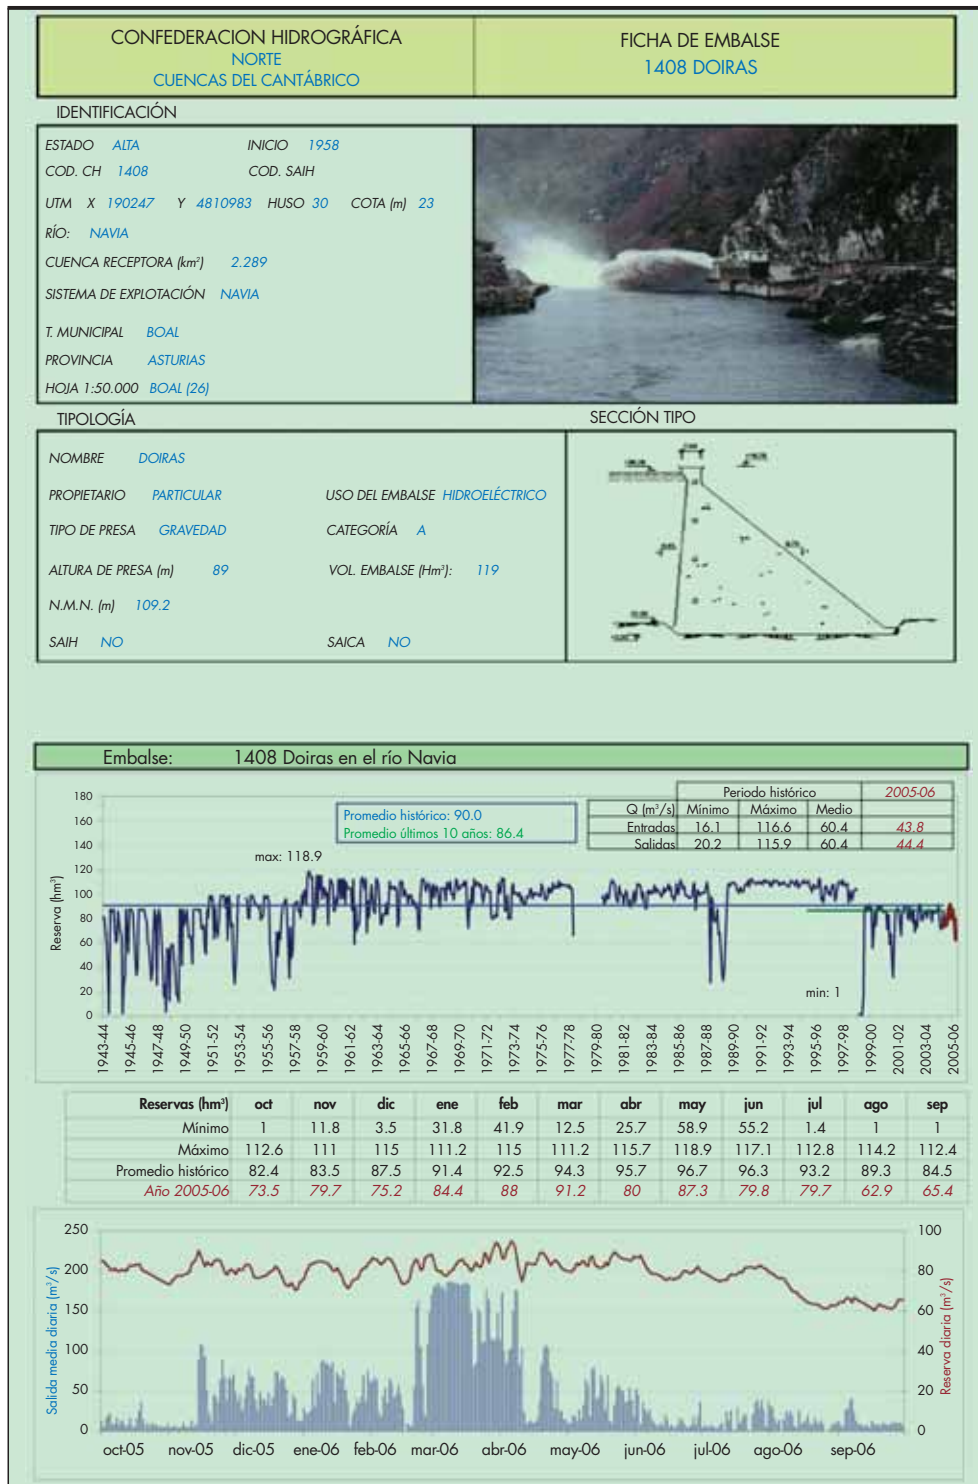 CONFEDERACION HIDROGRÁFICA
NORTE
CUENCAS DEL CANTÁBRICO
FICHA DE EMBALSE
1408 DOIRAS
IDENTIFICACIÓN
ESTADO ALTA INICIO 1958
COD. CH 1408 COD. SAIH
UTM X 190247 Y 4810983 HUSO 30 COTA (m) 23
RÍO: NAVIA
CUENCA RECEPTORA (km²) 2.289
SISTEMA DE EXPLOTACIÓN NAVIA
T. MUNICIPAL BOAL
PROVINCIA ASTURIAS
HOJA 1:50.000 BOAL (26)
TIPOLOGÍA
SECCIÓN TIPO
NOMBRE DOIRAS
PROPIETARIO PARTICULAR USO DEL EMBALSE HIDROELÉCTRICO
TIPO DE PRESA GRAVEDAD CATEGORÍA A
ALTURA DE PRESA (m) 89 VOL. EMBALSE (Hm³): 119
N.M.N. (m) 109.2
SAIH NO SAICA NO
Embalse: 1408 Doiras en el río Navia
Promedio histórico: 90.0
Promedio últimos 10 años: 86.4
Periodo histórico 2005-06
Q (m³/s) Mínimo Máximo Medio
Entradas 16.1 116.6 60.4 43.8
Salidas 20.2 115.9 60.4 44.4
Reserva (hm³)
180
160
140
120
100
80
60
40
20
0
max: 118.9
min: 1
1943-44 1945-46 1947-48 1949-50 1951-52 1953-54 1955-56 1957-58 1959-60 1961-62 1963-64 1965-66 1967-68 1969-70 1971-72 1973-74 1975-76 1977-78 1979-80 1981-82 1983-84 1985-86 1987-88 1989-90 1991-92 1993-94 1995-96 1997-98 1999-00 2001-02 2003-04 2005-06
Reservas (hm³) oct nov dic ene feb mar abr may jun jul ago sep
Mínimo 1 11.8 3.5 31.8 41.9 12.5 25.7 58.9 55.2 1.4 1 1
Máximo 112.6 111 115 111.2 115 111.2 115.7 118.9 117.1 112.8 114.2 112.4
Promedio histórico 82.4 83.5 87.5 91.4 92.5 94.3 95.7 96.7 96.3 93.2 89.3 84.5
Año 2005-06 73.5 79.7 75.2 84.4 88 91.2 80 87.3 79.8 79.7 62.9 65.4
Salida media diaria (m³/s)
250
200
150
100
50
0
Reserva diaria (m³/s)
100
80
60
40
20
0
oct-05 nov-05 dic-05 ene-06 feb-06 mar-06 abr-06 may-06 jun-06 jul-06 ago-06 sep-06